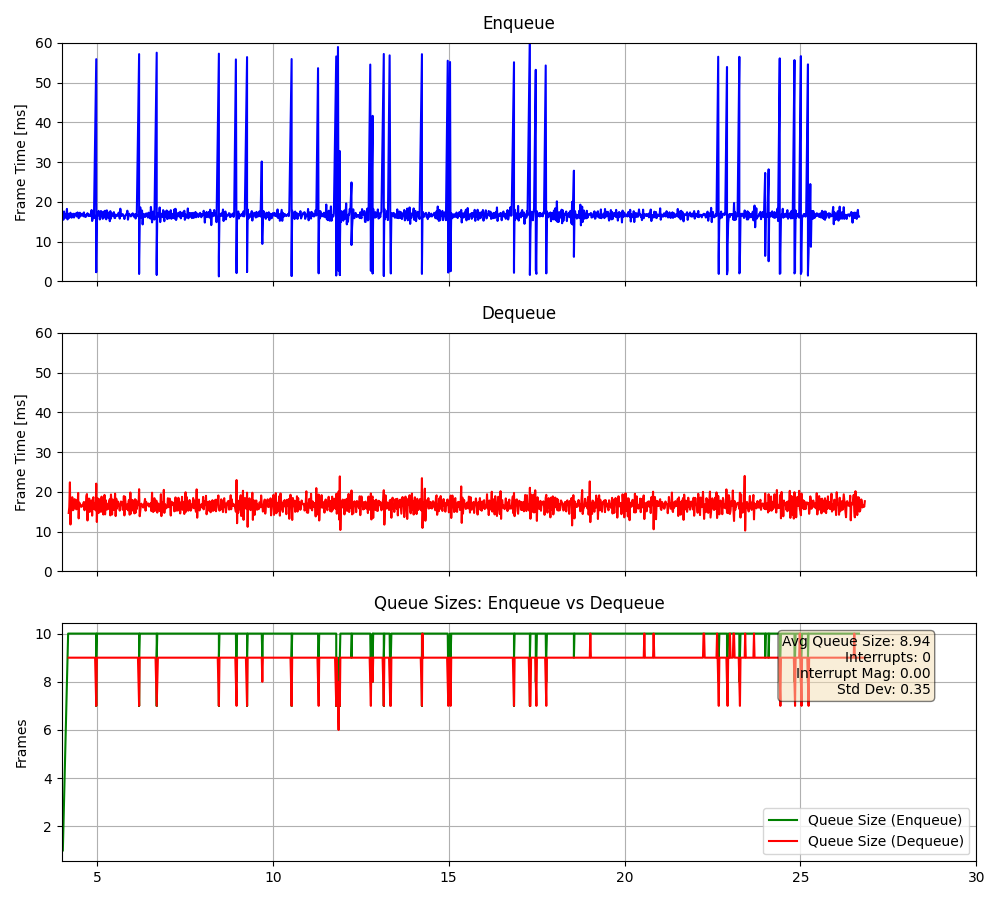 Enqueue
Frame Time [ms]
60
50
40
30
20
10
0
Dequeue
Frame Time [ms]
60
50
40
30
20
10
0
Queue Sizes: Enqueue vs Dequeue
Frames
10
8
6
4
2
Avg Queue Size: 8.94
Interrupts: 0
Interrupt Mag: 0.00
Std Dev: 0.35
Queue Size (Enqueue)
Queue Size (Dequeue)
5 10 15 20 25 30